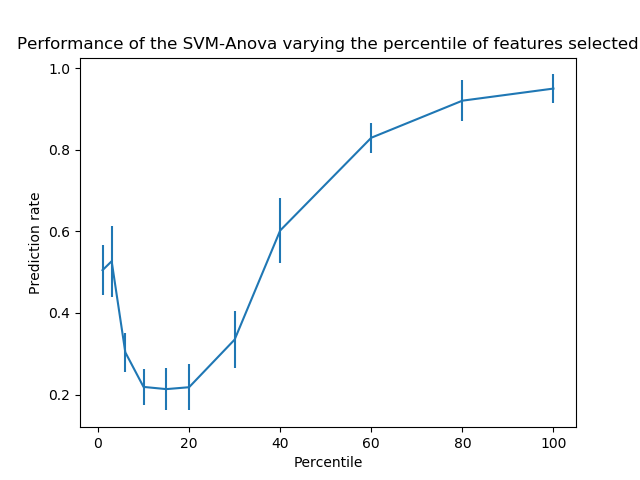 Performance of the SVM-Anova varying the percentile of features selected
1.0
0.8
0.6
0.4
0.2
Prediction rate
0 20 40 60 80 100
Percentile